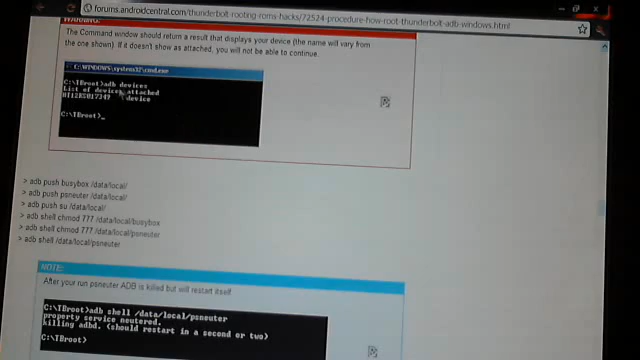 forums.androidcentral.com/thunderbolt-rooting-roms-hacks/72524-procedure-how-root-thunderbolt-adb-windows.html
WARNING:
The Command window should return a result that displays your device (the name will vary from
the one shown) If it doesn't show as attached, you will not be able to continue.
C:\WINDOWS\system32\cmd.exe
C:\TBroot>adb devices
List of devices attached
device
C:\TBroot>_
> adb push busybox /data/local/
> adb push psneuter /data/local/
> adb push su /data/local/
> adb shell chmod 777 /data/local/busybox
> adb shell chmod 777 /data/local/psneuter
> adb shell /data/local/psneuter
NOTE:
After your run psneuter ADB is killed but will restart itself
C:\TBroot>adb shell /data/local/psneuter
property service neutered.
killing adbd. (should restart in a second or two)
C:\TBroot>